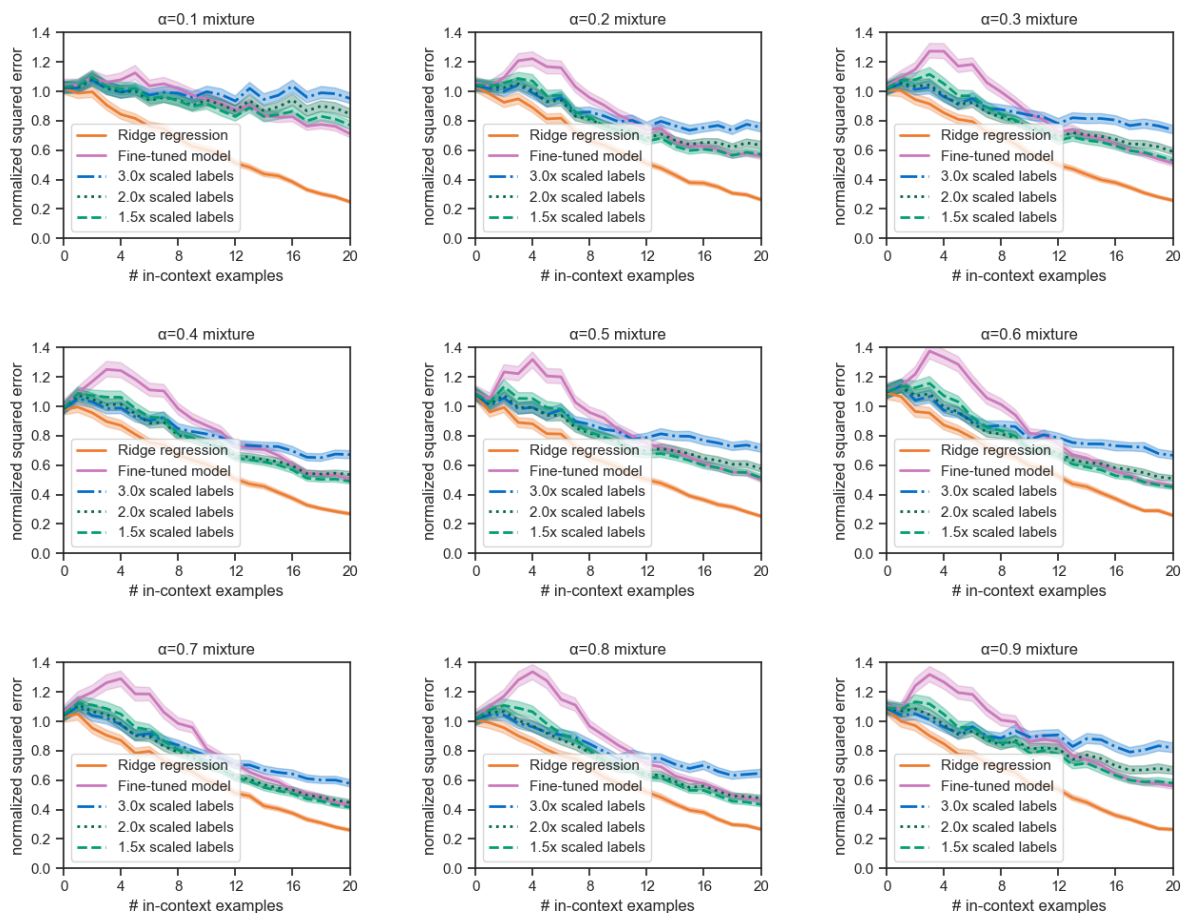 α=0.1 mixture
normalized squared error
1.4
1.2
1.0
0.8
0.6
0.4
0.2
0.0
Ridge regression
Fine-tuned model
3.0x scaled labels
2.0x scaled labels
1.5x scaled labels
0 4 8 12 16 20
# in-context examples
α=0.2 mixture
normalized squared error
1.4
1.2
1.0
0.8
0.6
0.4
0.2
0.0
Ridge regression
Fine-tuned model
3.0x scaled labels
2.0x scaled labels
1.5x scaled labels
0 4 8 12 16 20
# in-context examples
α=0.3 mixture
normalized squared error
1.4
1.2
1.0
0.8
0.6
0.4
0.2
0.0
Ridge regression
Fine-tuned model
3.0x scaled labels
2.0x scaled labels
1.5x scaled labels
0 4 8 12 16 20
# in-context examples
α=0.4 mixture
normalized squared error
1.4
1.2
1.0
0.8
0.6
0.4
0.2
0.0
Ridge regression
Fine-tuned model
3.0x scaled labels
2.0x scaled labels
1.5x scaled labels
0 4 8 12 16 20
# in-context examples
α=0.5 mixture
normalized squared error
1.4
1.2
1.0
0.8
0.6
0.4
0.2
0.0
Ridge regression
Fine-tuned model
3.0x scaled labels
2.0x scaled labels
1.5x scaled labels
0 4 8 12 16 20
# in-context examples
α=0.6 mixture
normalized squared error
1.4
1.2
1.0
0.8
0.6
0.4
0.2
0.0
Ridge regression
Fine-tuned model
3.0x scaled labels
2.0x scaled labels
1.5x scaled labels
0 4 8 12 16 20
# in-context examples
α=0.7 mixture
normalized squared error
1.4
1.2
1.0
0.8
0.6
0.4
0.2
0.0
Ridge regression
Fine-tuned model
3.0x scaled labels
2.0x scaled labels
1.5x scaled labels
0 4 8 12 16 20
# in-context examples
α=0.8 mixture
normalized squared error
1.4
1.2
1.0
0.8
0.6
0.4
0.2
0.0
Ridge regression
Fine-tuned model
3.0x scaled labels
2.0x scaled labels
1.5x scaled labels
0 4 8 12 16 20
# in-context examples
α=0.9 mixture
normalized squared error
1.4
1.2
1.0
0.8
0.6
0.4
0.2
0.0
Ridge regression
Fine-tuned model
3.0x scaled labels
2.0x scaled labels
1.5x scaled labels
0 4 8 12 16 20
# in-context examples